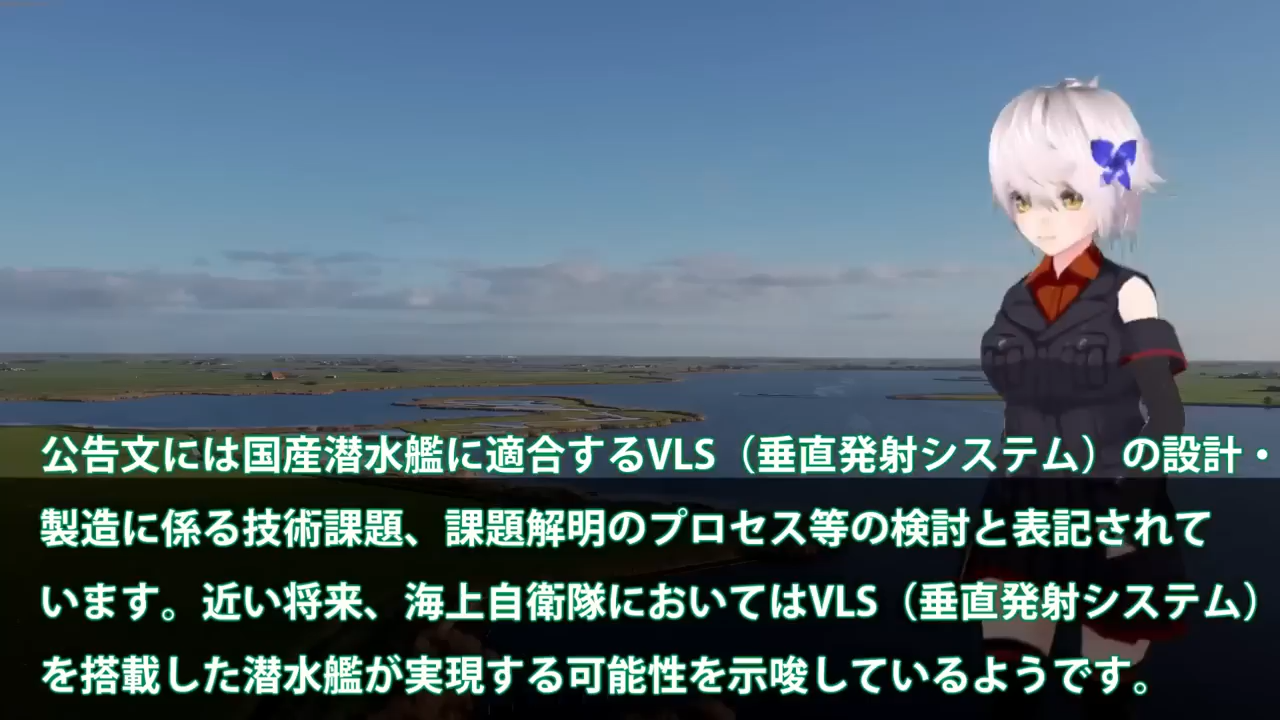 公告文には国産潜水艦に適合するVLS（垂直発射システム）の設計・
製造に係る技術課題、課題解明のプロセス等の検討と表記されて
います。近い将来、海上自衛隊においてはVLS（垂直発射システム）
を搭載した潜水艦が実現する可能性を示唆しているようです。